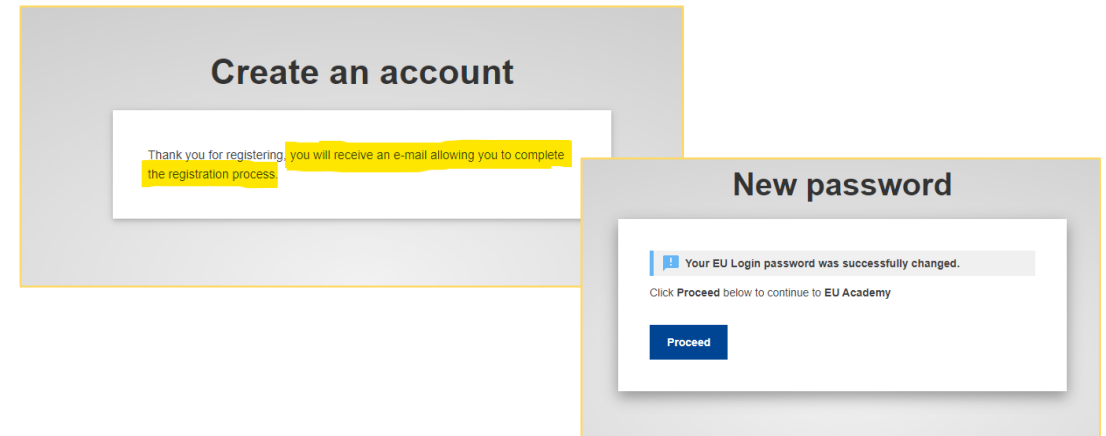 Create an account
Thank you for registering, you will receive an e-mail allowing you to complete
the registration process.
New password
Your EU Login password was successfully changed.
Click Proceed below to continue to EU Academy
Proceed